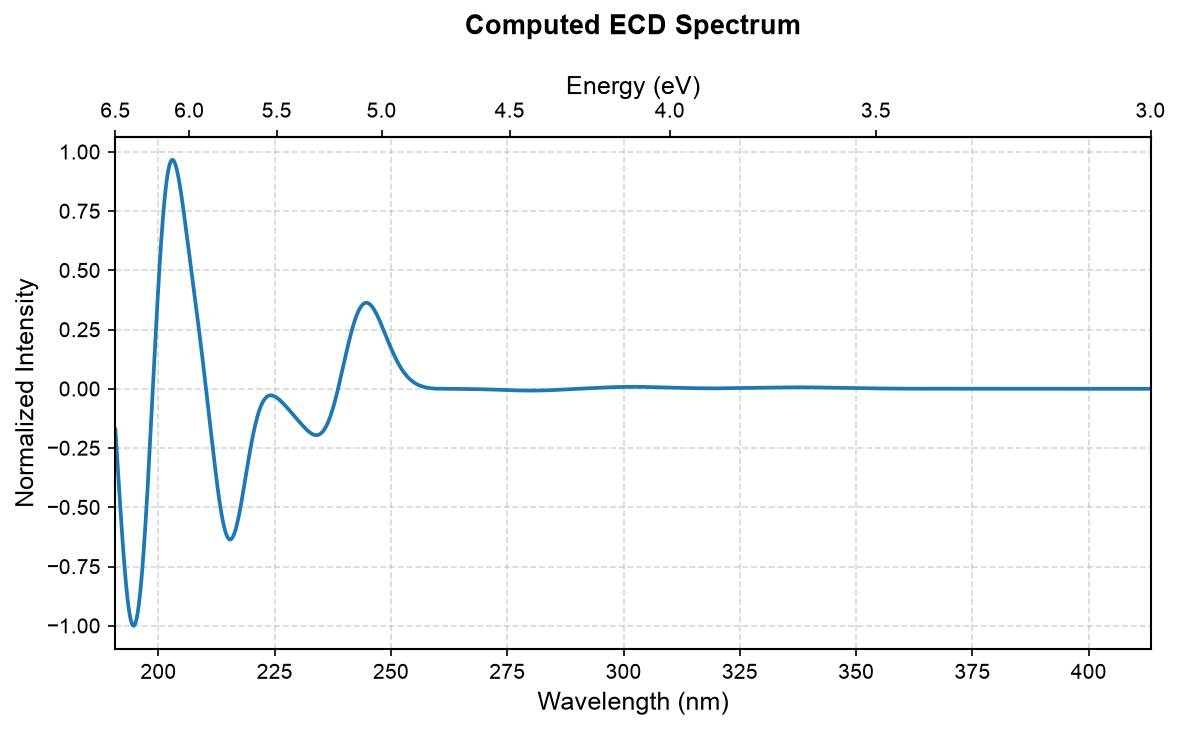 Computed ECD Spectrum
Energy (eV)
6.5 6.0 5.5 5.0 4.5 4.0 3.5 3.0
1.00
0.75
0.50
0.25
0.00
−0.25
−0.50
−0.75
−1.00
Normalized Intensity
200 225 250 275 300 325 350 375 400
Wavelength (nm)